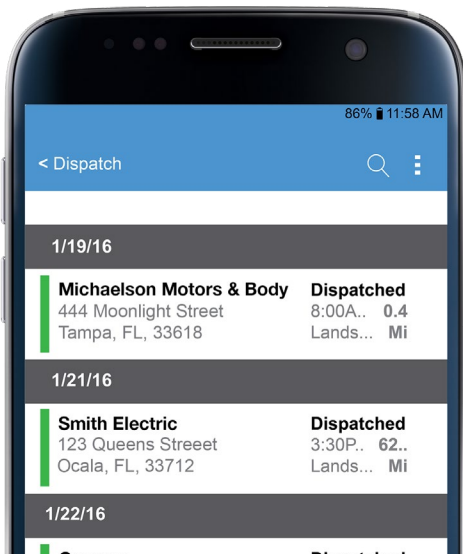 86% 11:58 AM
< Dispatch
1/19/16
Michaelson Motors & Body Dispatched
444 Moonlight Street 8:00A.. 0.4
Tampa, FL, 33618 Lands... Mi
1/21/16
Smith Electric Dispatched
123 Queens Streeet 3:30P.. 62..
Ocala, FL, 33712 Lands... Mi
1/22/16